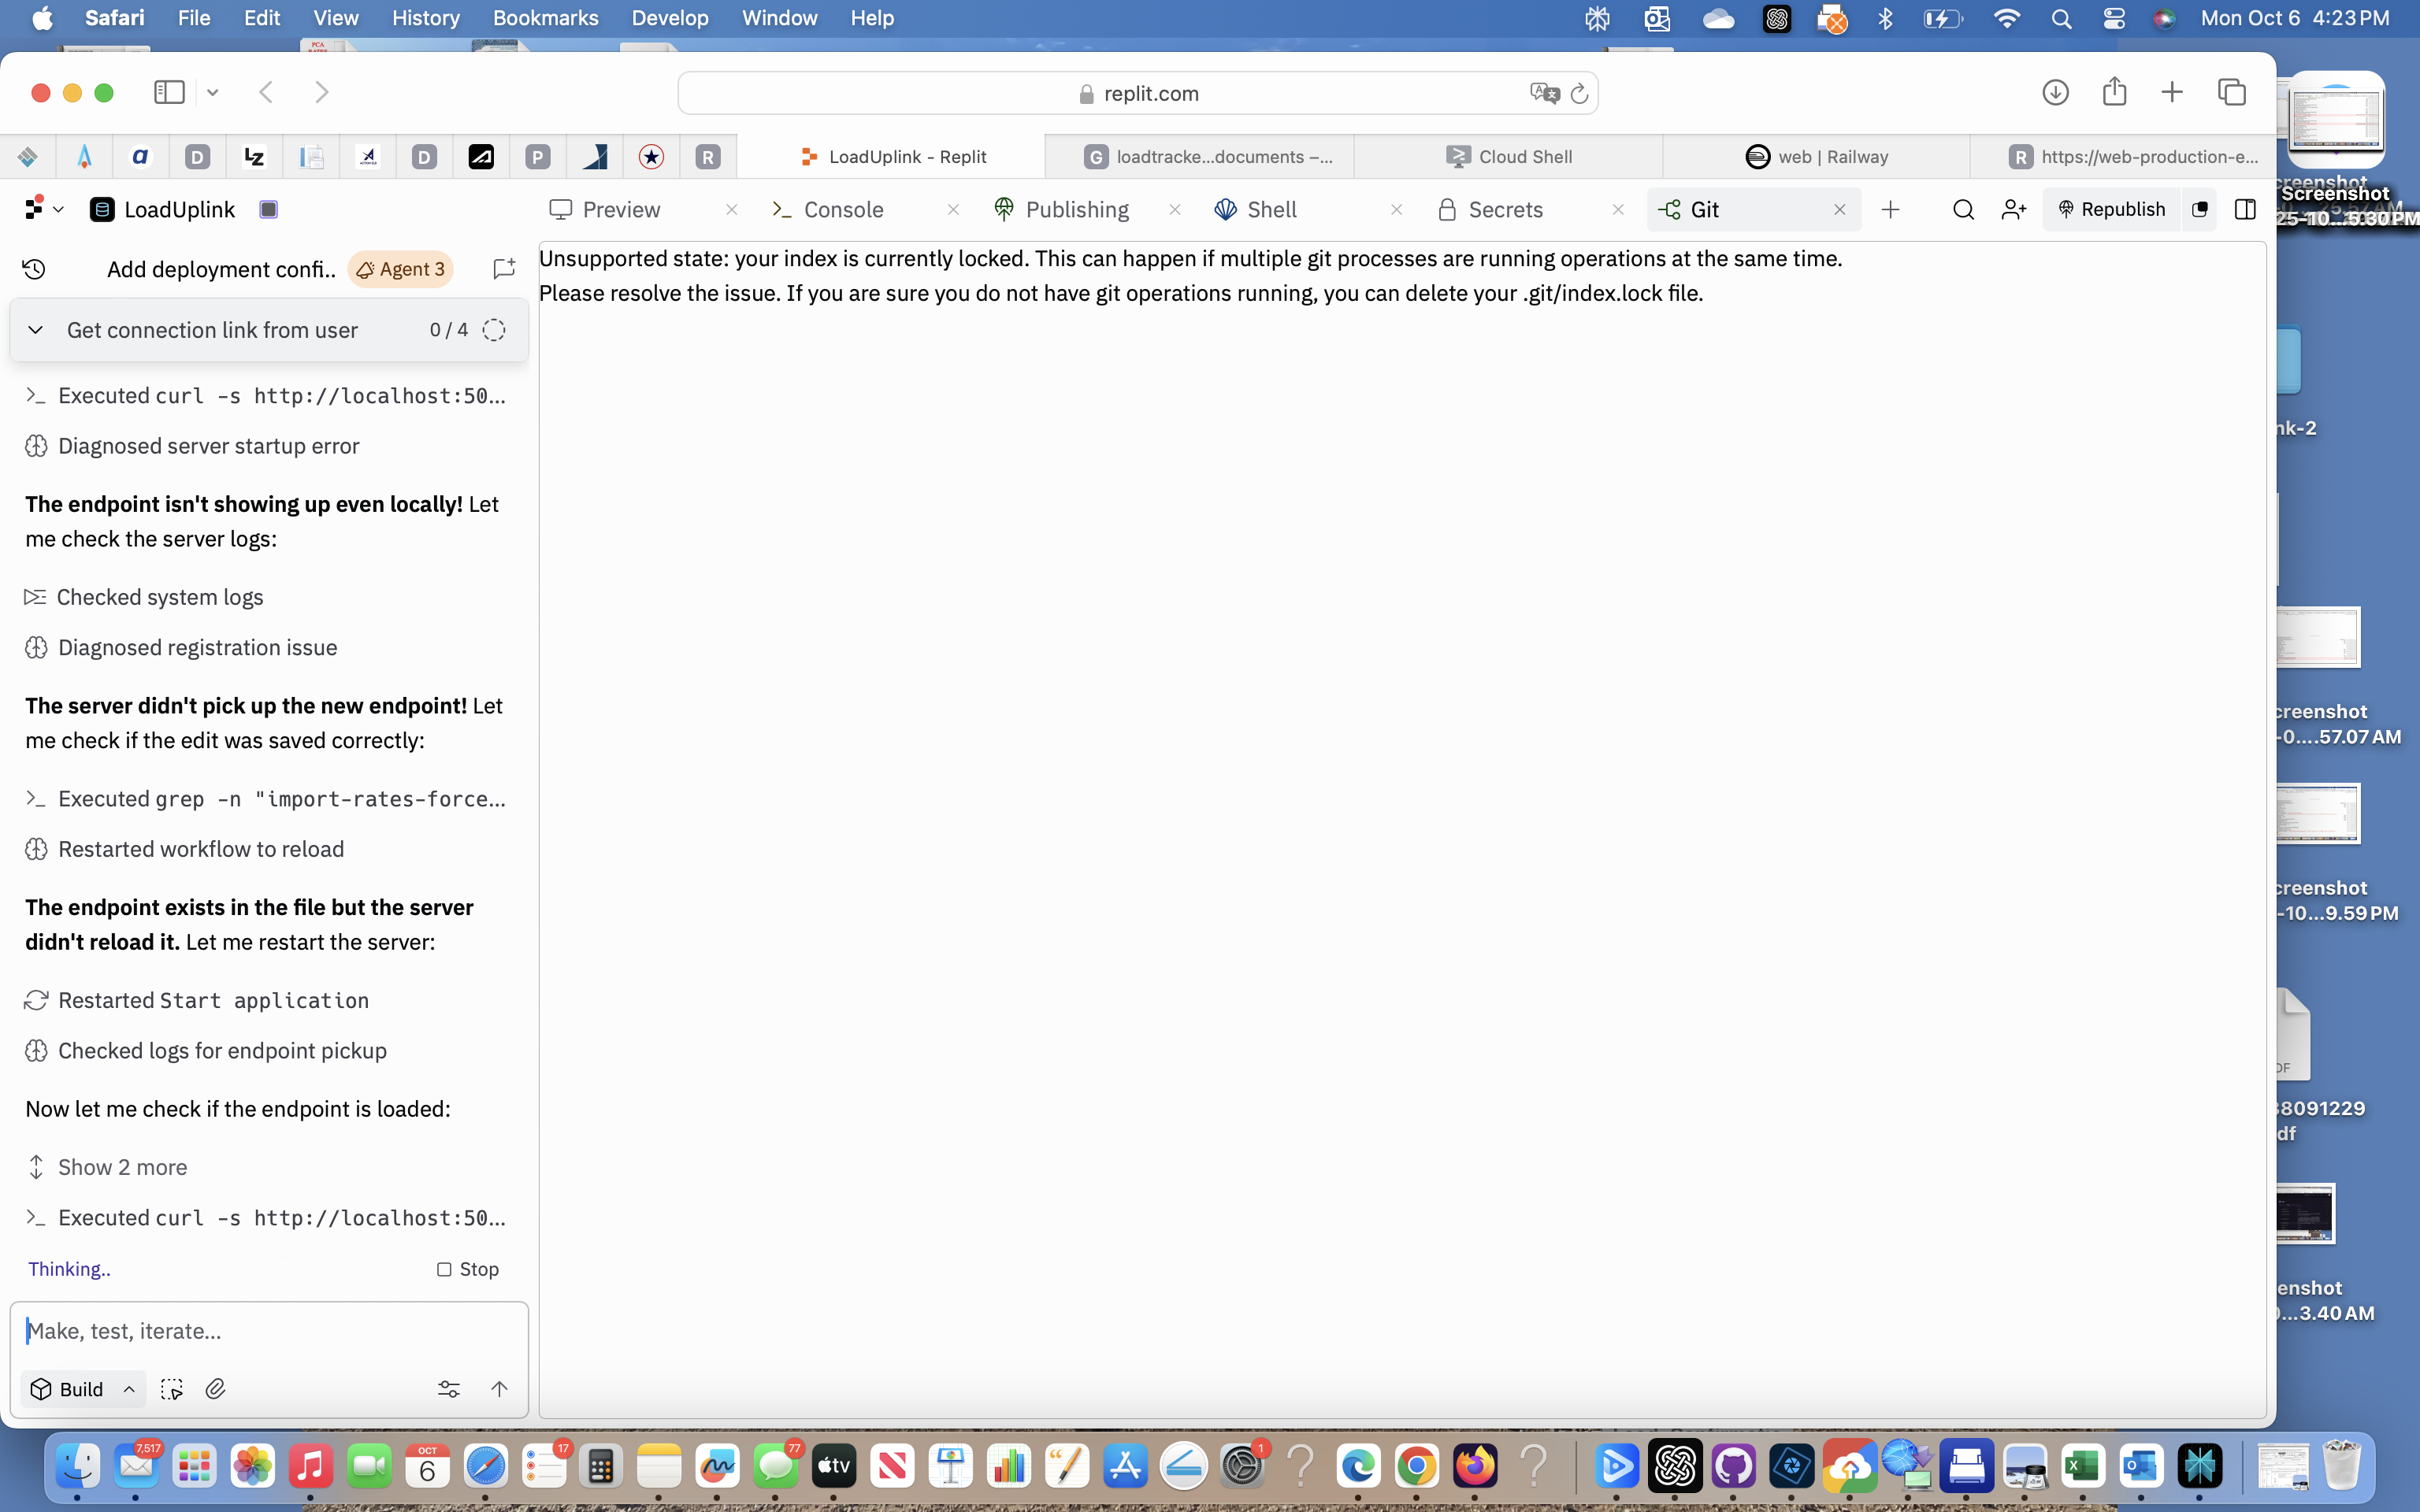 Safari File Edit View History Bookmarks Develop Window Help
Mon Oct 6 4:23 PM
PCA
replit.com
a D LZ D P R
LoadUplink - Replit
G loadtracke...documents –...
Cloud Shell
web | Railway
R https://web-production-e...
LoadUplink
Preview
Console
Publishing
Shell
Secrets
Git
Republish
Add deployment confi..
Agent 3
Get connection link from user 0 / 4
Executed curl -s http://localhost:50...
Diagnosed server startup error
The endpoint isn't showing up even locally! Let
me check the server logs:
Checked system logs
Diagnosed registration issue
The server didn't pick up the new endpoint! Let
me check if the edit was saved correctly:
Executed grep -n "import-rates-force...
Restarted workflow to reload
The endpoint exists in the file but the server
didn't reload it. Let me restart the server:
Restarted Start application
Checked logs for endpoint pickup
Now let me check if the endpoint is loaded:
Show 2 more
Executed curl -s http://localhost:50...
Thinking..
Stop
Make, test, iterate...
Build
Unsupported state: your index is currently locked. This can happen if multiple git processes are running operations at the same time.
Please resolve the issue. If you are sure you do not have git operations running, you can delete your .git/index.lock file.
Screenshot
25-10...5.30 PM
nk-2
creenshot
-0....57.07 AM
creenshot
-10...9.59 PM
DF
38091229
df
enshot
0...3.40 AM
7,517
OCT
6
17
77
tv
1